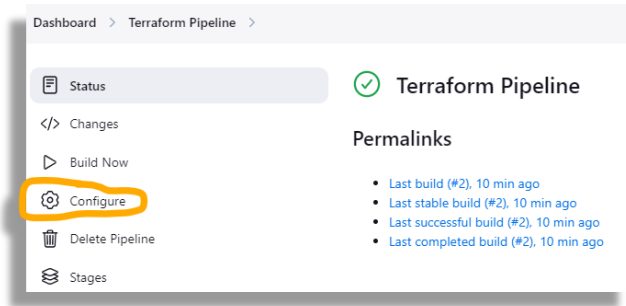 Dashboard > Terraform Pipeline >
Status
</> Changes
Build Now
Configure
Delete Pipeline
Stages
Terraform Pipeline
Permalinks
• Last build (#2), 10 min ago
• Last stable build (#2), 10 min ago
• Last successful build (#2), 10 min ago
• Last completed build (#2), 10 min ago